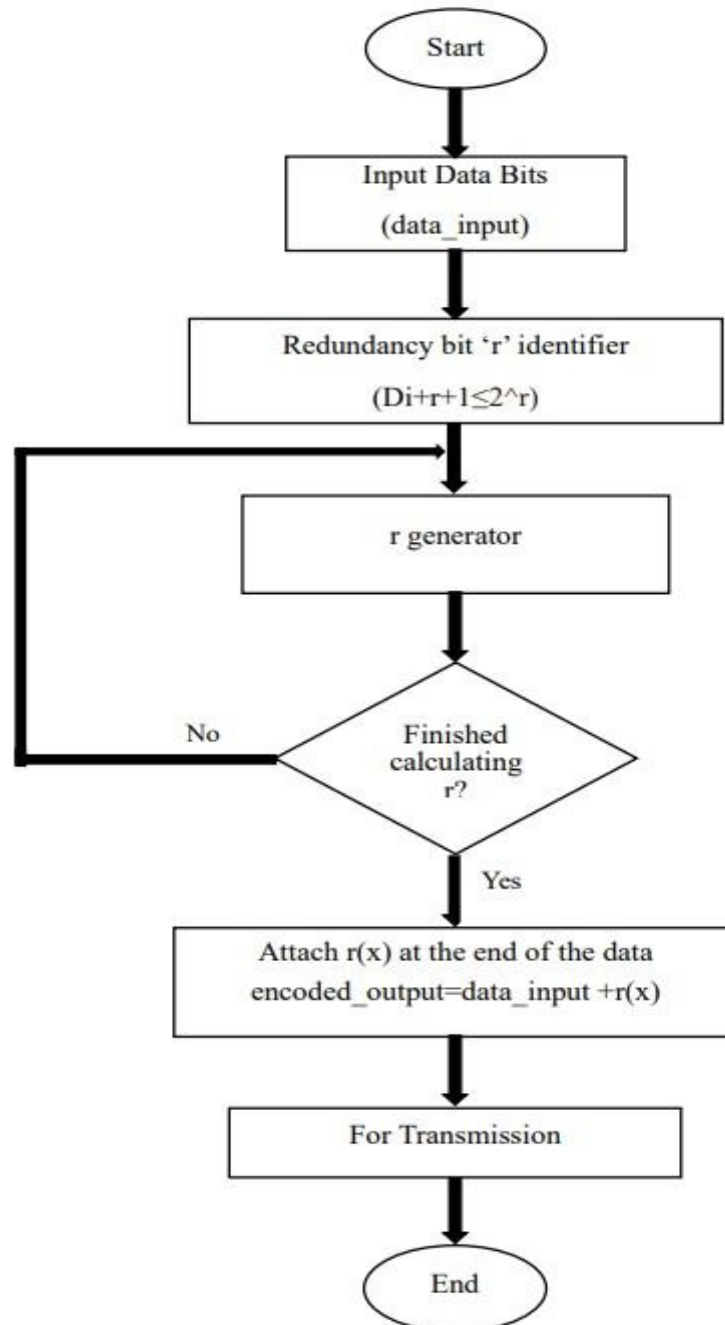 Start
Input Data Bits
(data_input)
Redundancy bit ‘r’ identifier
(Di+r+1≤2^r)
r generator
No
Finished
calculating
r?
Yes
Attach r(x) at the end of the data
encoded_output=data_input +r(x)
For Transmission
End